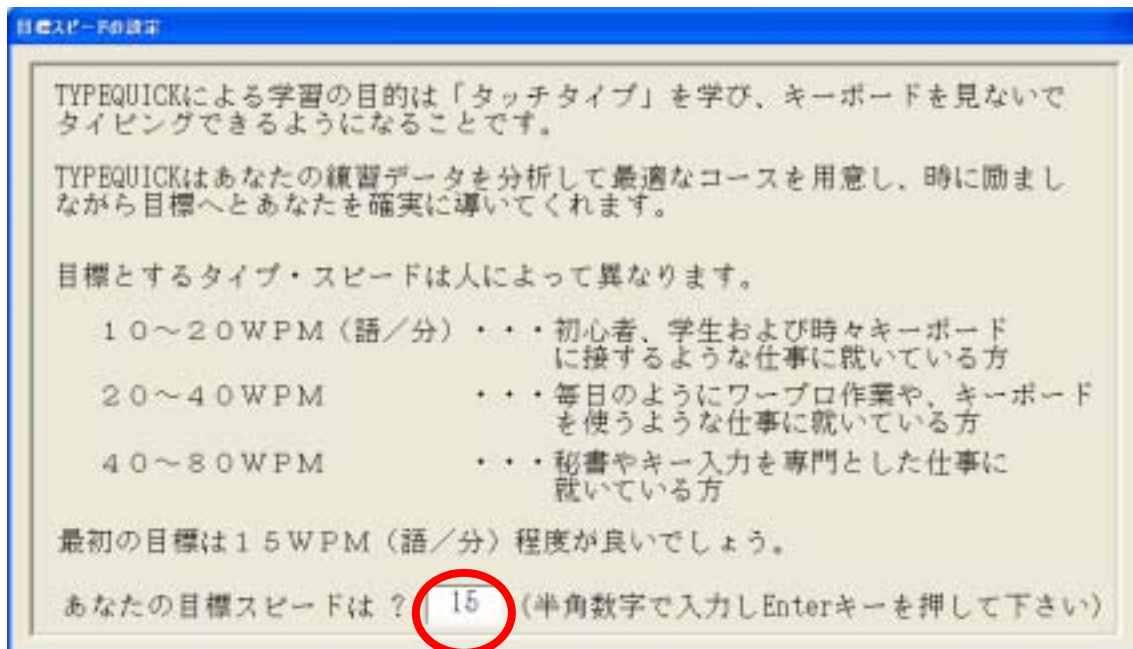 目標スピードの設定
TYPEQUICKによる学習の目的は「タッチタイプ」を学び、キーボードを見ないで
タイピングできるようになることです。
TYPEQUICKはあなたの練習データを分析して最適なコースを用意し、時に励まし
ながら目標へとあなたを確実に導いてくれます。
目標とするタイプ・スピードは人によって異なります。
10～20WPM（語／分）・・・初心者、学生および時々キーボード
に接するような仕事に就いている方
20～40WPM ・・・毎日のようにワープロ作業や、キーボード
を使うような仕事に就いている方
40～80WPM ・・・秘書やキー入力を専門とした仕事に
就いている方
最初の目標は15WPM（語／分）程度が良いでしょう。
あなたの目標スピードは ? 15 (半角数字で入力しEnterキーを押して下さい)